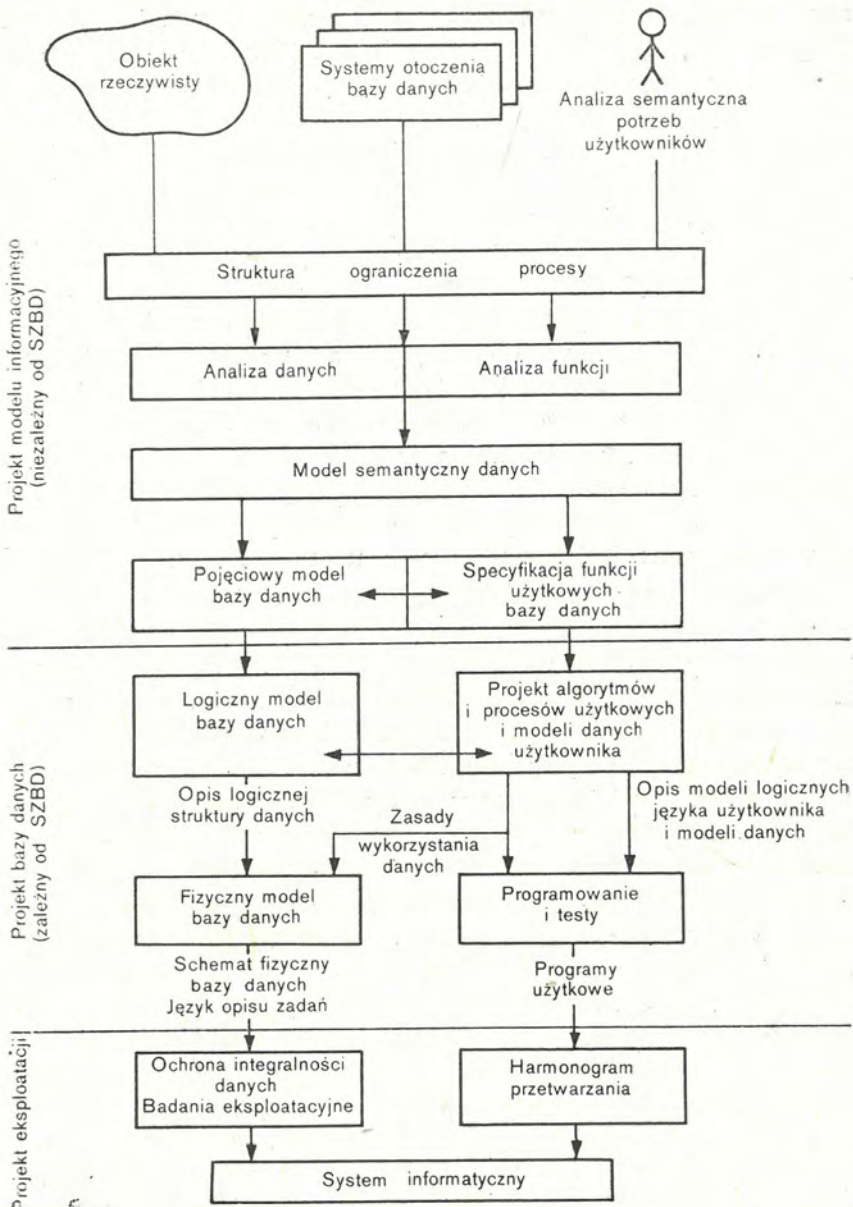 Obiekt
rzeczywisty
Systemy otoczenia
bazy danych
Analiza semantyczna
potrzeb
użytkowników
Projekt modelu informacyjnego
(niezależny od SZBD)
Struktura ograniczenia procesy
Analiza danych
Analiza funkcji
Model semantyczny danych
Pojęciowy model
bazy danych
Specyfikacja funkcji
użytkowych
bazy danych
Projekt bazy danych
(zależny od SZBD)
Logiczny model
bazy danych
Projekt algorytmów
i procesów użytkowych
i modeli danych
użytkownika
Opis logicznej
struktury danych
Zasady
wykorzystania
danych
Opis modeli logicznych
języka użytkownika
i modeli danych
Fizyczny model
bazy danych
Programowanie
i testy
Schemat fizyczny
bazy danych
Język opisu zadań
Programy
użytkowe
Projekt eksploatacji
Ochrona integralności
danych
Badania eksploatacyjne
Harmonogram
przetwarzania
System informatyczny